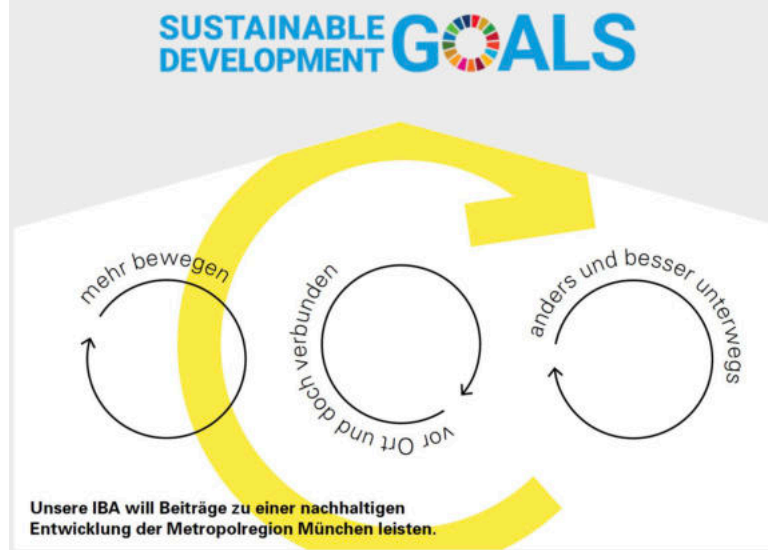 SUSTAINABLE
DEVELOPMENT
GOALS
mehr bewegen
vor Ort und doch verbunden
anders und besser unterwegs
Unsere IBA will Beiträge zu einer nachhaltigen
Entwicklung der Metropolregion München leisten.